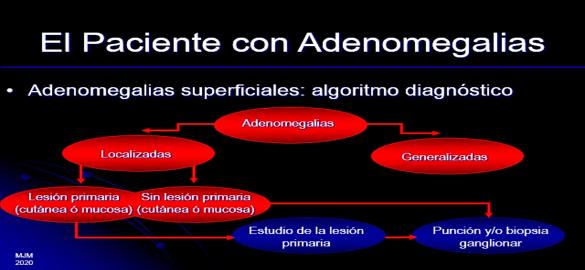 El Paciente con Adenomegalias
• Adenomegalias superficiales: algoritmo diagnóstico
Adenomegalias
Localizadas
Generalizadas
Lesión primaria
(cutánea ó mucosa)
Sin lesión primaria
(cutánea ó mucosa)
Estudio de la lesión
primaria
Punción y/o biopsia
ganglionar
MJM
2020